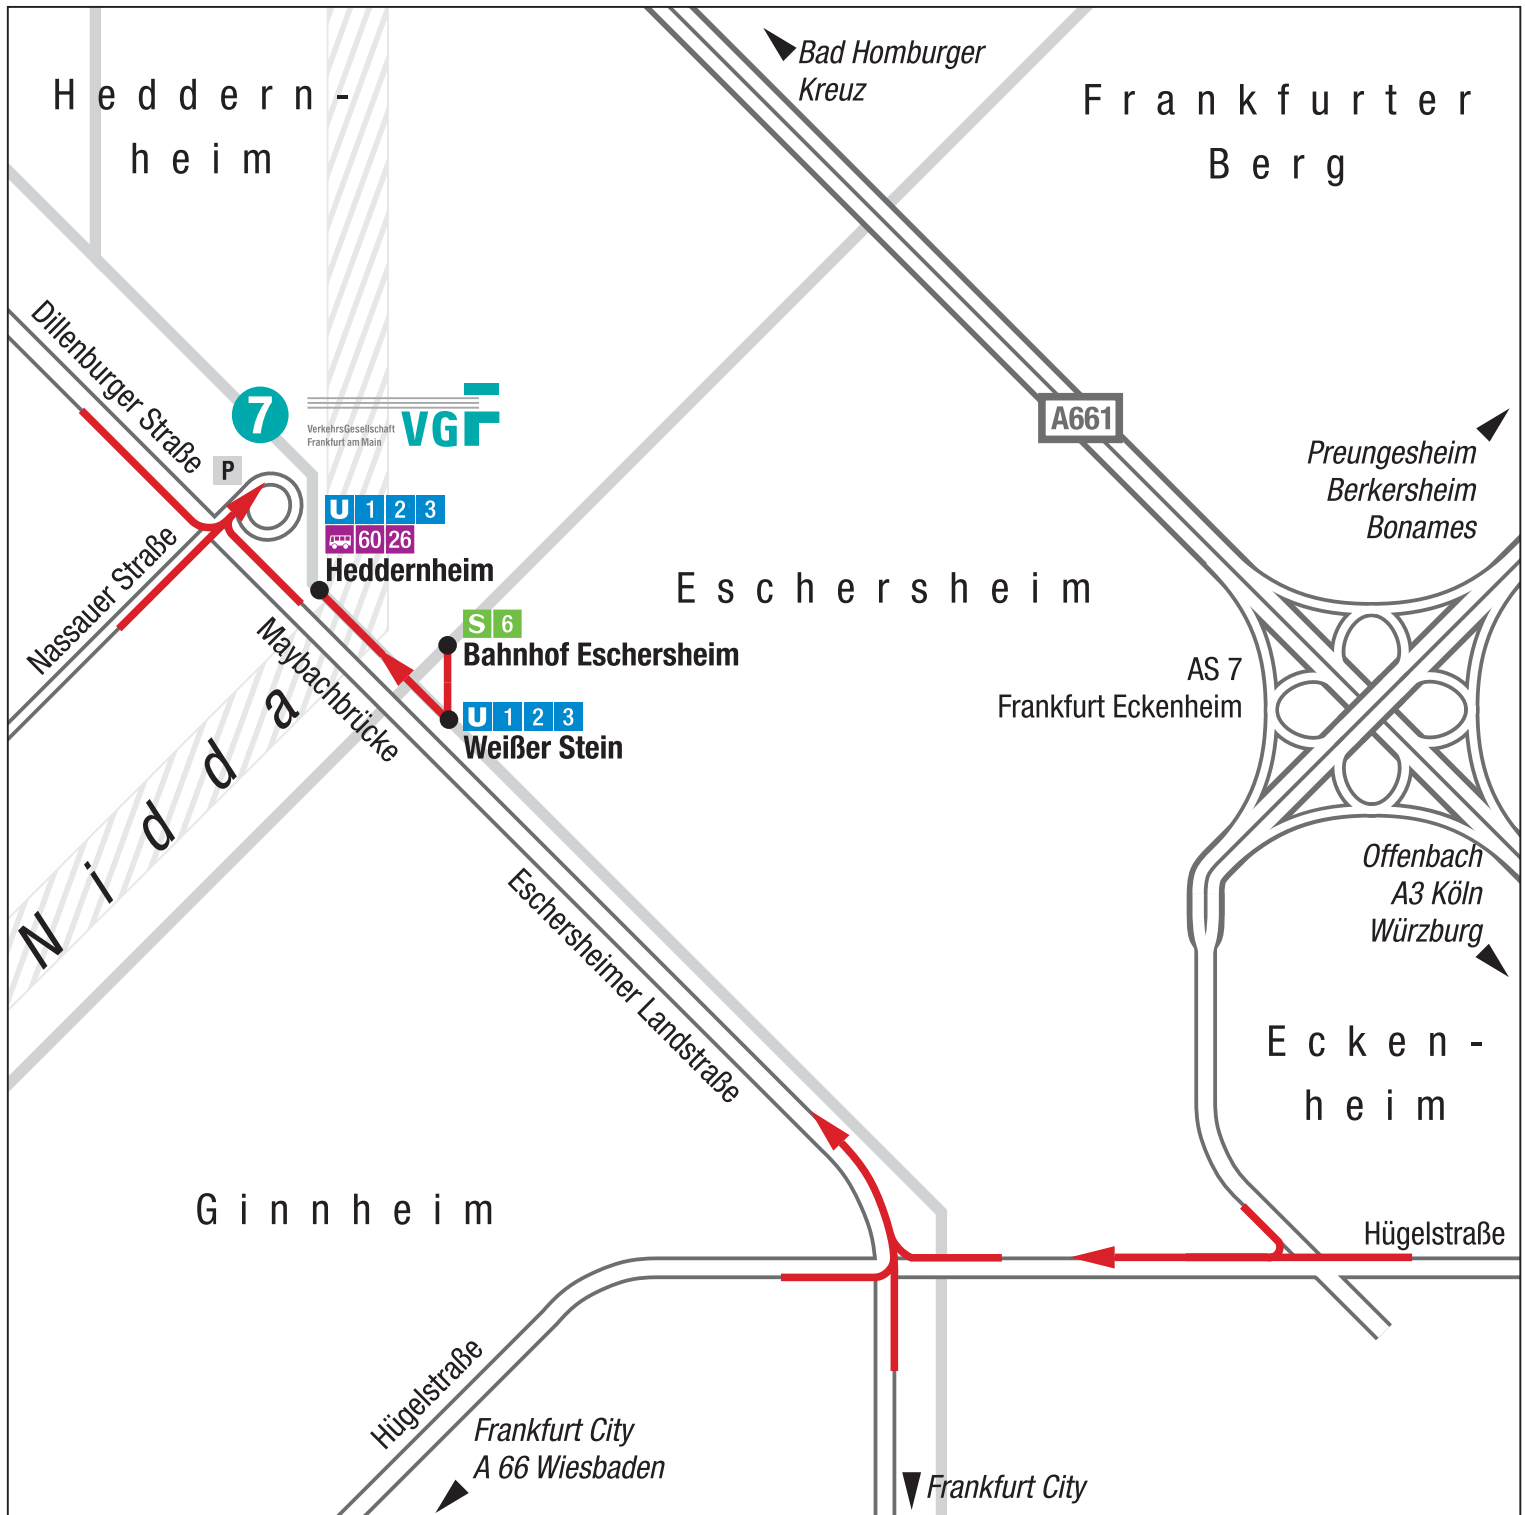 Bad Homburger
Kreuz
Heddern-
heim
Frankfurter
Berg
Dillenburger Straße
7
VerkehrsGesellschaft
Frankfurt am Main
VGF
A661
P
Preungesheim
Berkersheim
Bonames
U 1 2 3
60 26
Heddernheim
Nassauer Straße
Eschersheim
S 6
Bahnhof Eschersheim
Maybachbrücke
AS 7
Frankfurt Eckenheim
U 1 2 3
Weißer Stein
Nidda
Offenbach
A3 Köln
Würzburg
Eschersheimer Landstraße
Ecken-
heim
Ginnheim
Hügelstraße
Hügelstraße
Frankfurt City
A 66 Wiesbaden
Frankfurt City